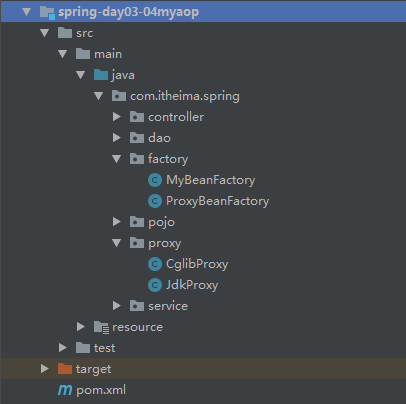 spring-day03-04myaop
src
main
java
com.itheima.spring
controller
dao
factory
MyBeanFactory
ProxyBeanFactory
pojo
proxy
CglibProxy
JdkProxy
service
resource
test
target
pom.xml